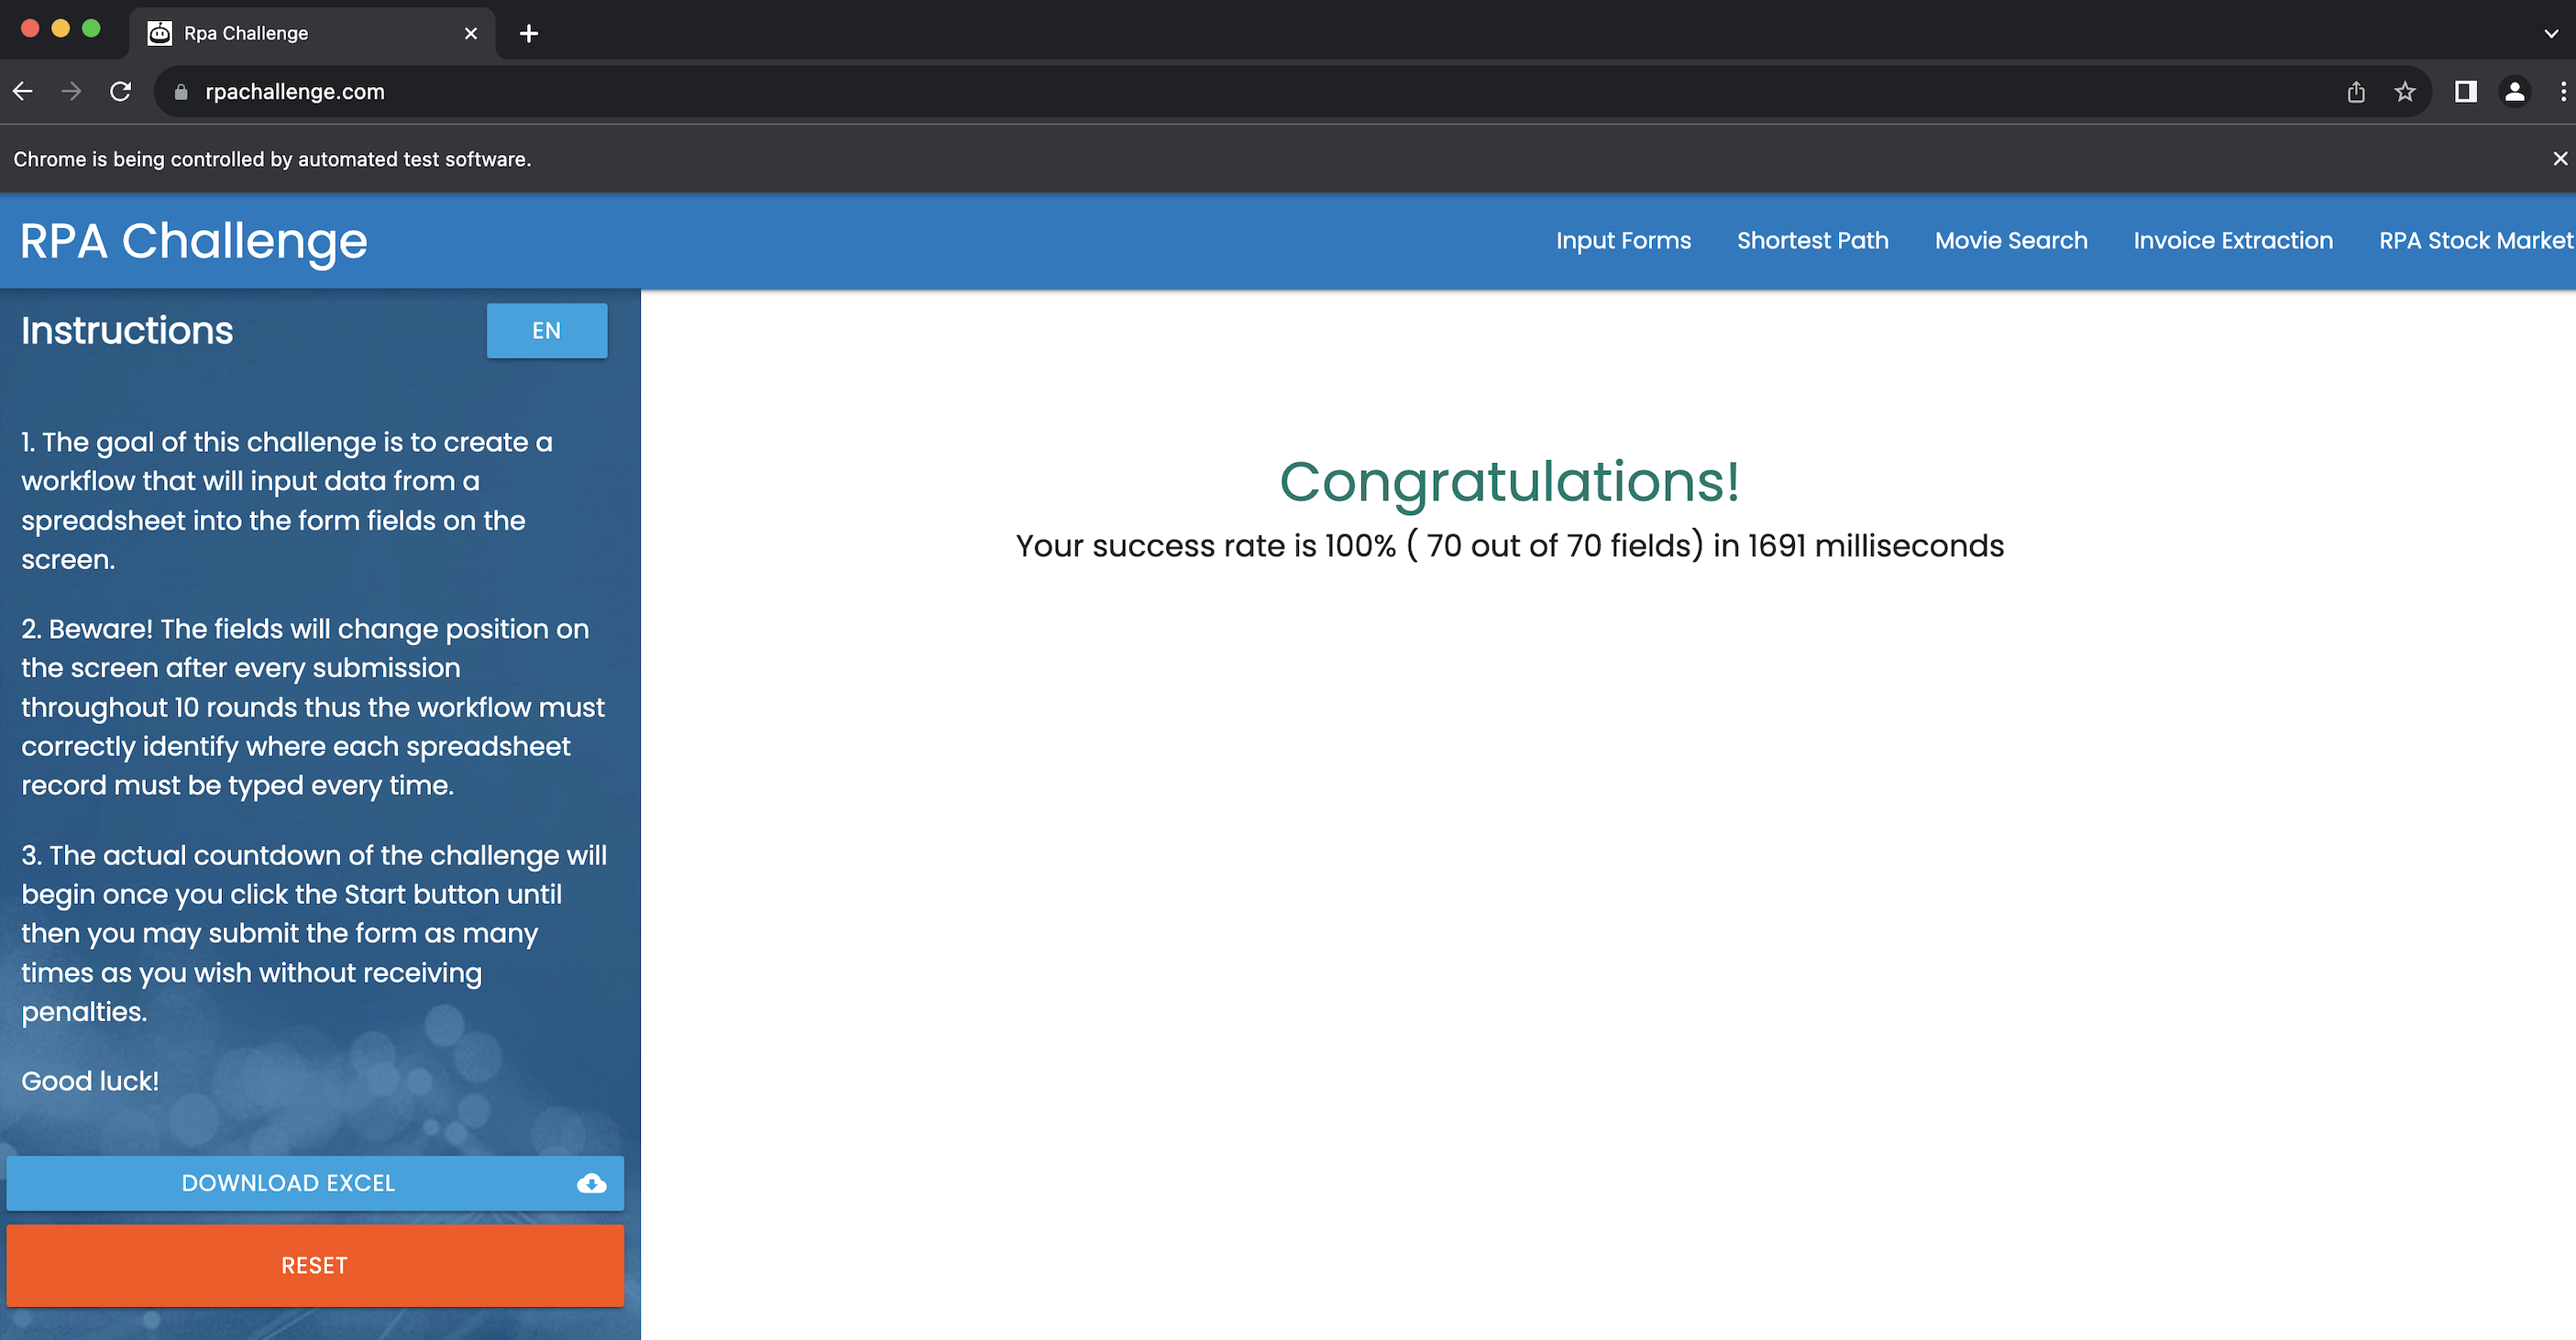 Rpa Challenge
rpachallenge.com
Chrome is being controlled by automated test software.
RPA Challenge
Input Forms Shortest Path Movie Search Invoice Extraction RPA Stock Market
Instructions
EN
1. The goal of this challenge is to create a
workflow that will input data from a
spreadsheet into the form fields on the
screen.
2. Beware! The fields will change position on
the screen after every submission
throughout 10 rounds thus the workflow must
correctly identify where each spreadsheet
record must be typed every time.
3. The actual countdown of the challenge will
begin once you click the Start button until
then you may submit the form as many
times as you wish without receiving
penalties.
Good luck!
DOWNLOAD EXCEL
RESET
Congratulations!
Your success rate is 100% ( 70 out of 70 fields) in 1691 milliseconds